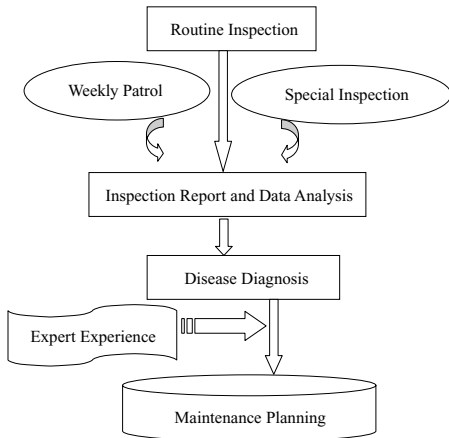 Routine Inspection
Weekly Patrol
Special Inspection
Inspection Report and Data Analysis
Disease Diagnosis
Expert Experience
Maintenance Planning